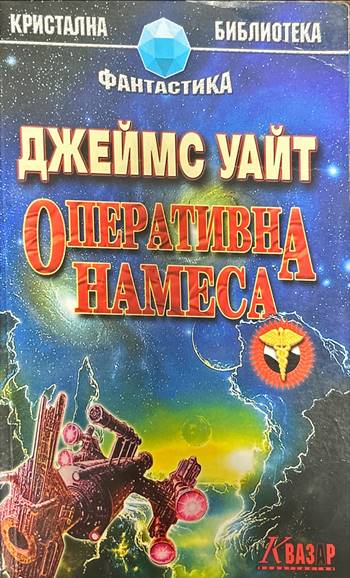 КРИСТАЛНА БИБЛИОТЕКА
ФАНТАСТИКА
ДЖЕЙМС УАЙТ
ОПЕРАТИВНА
НАМЕСА
КВАЗАР